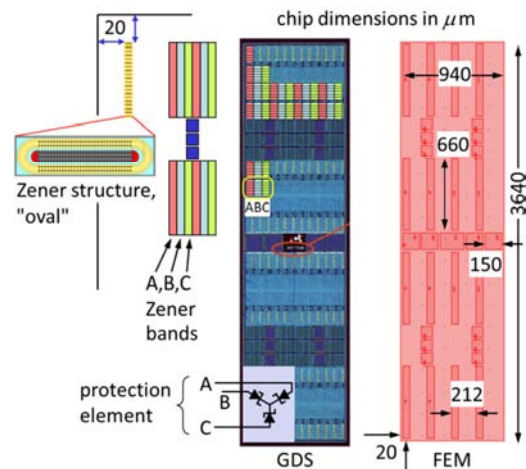 chip dimensions in μm
20
Zener structure,
"oval"
A,B,C
Zener
bands
ABC
940
660
3640
150
212
20
protection
element
A
B
C
GDS
FEM